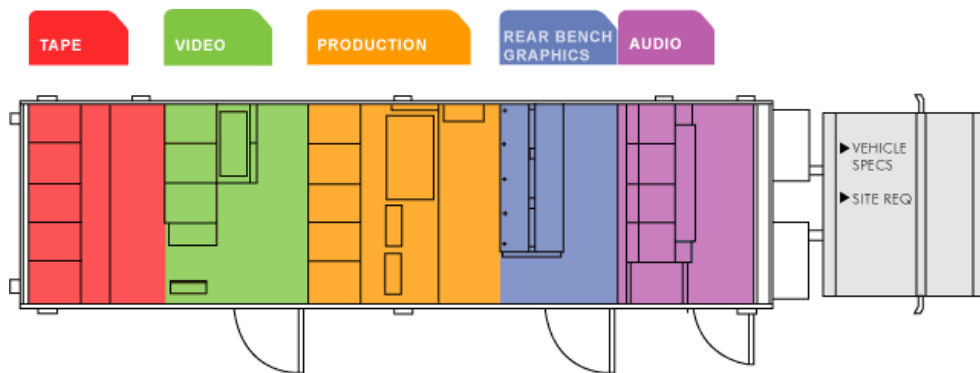 TAPE
VIDEO
PRODUCTION
REAR BENCH
GRAPHICS
AUDIO
VEHICLE
SPECS
SITE REQ